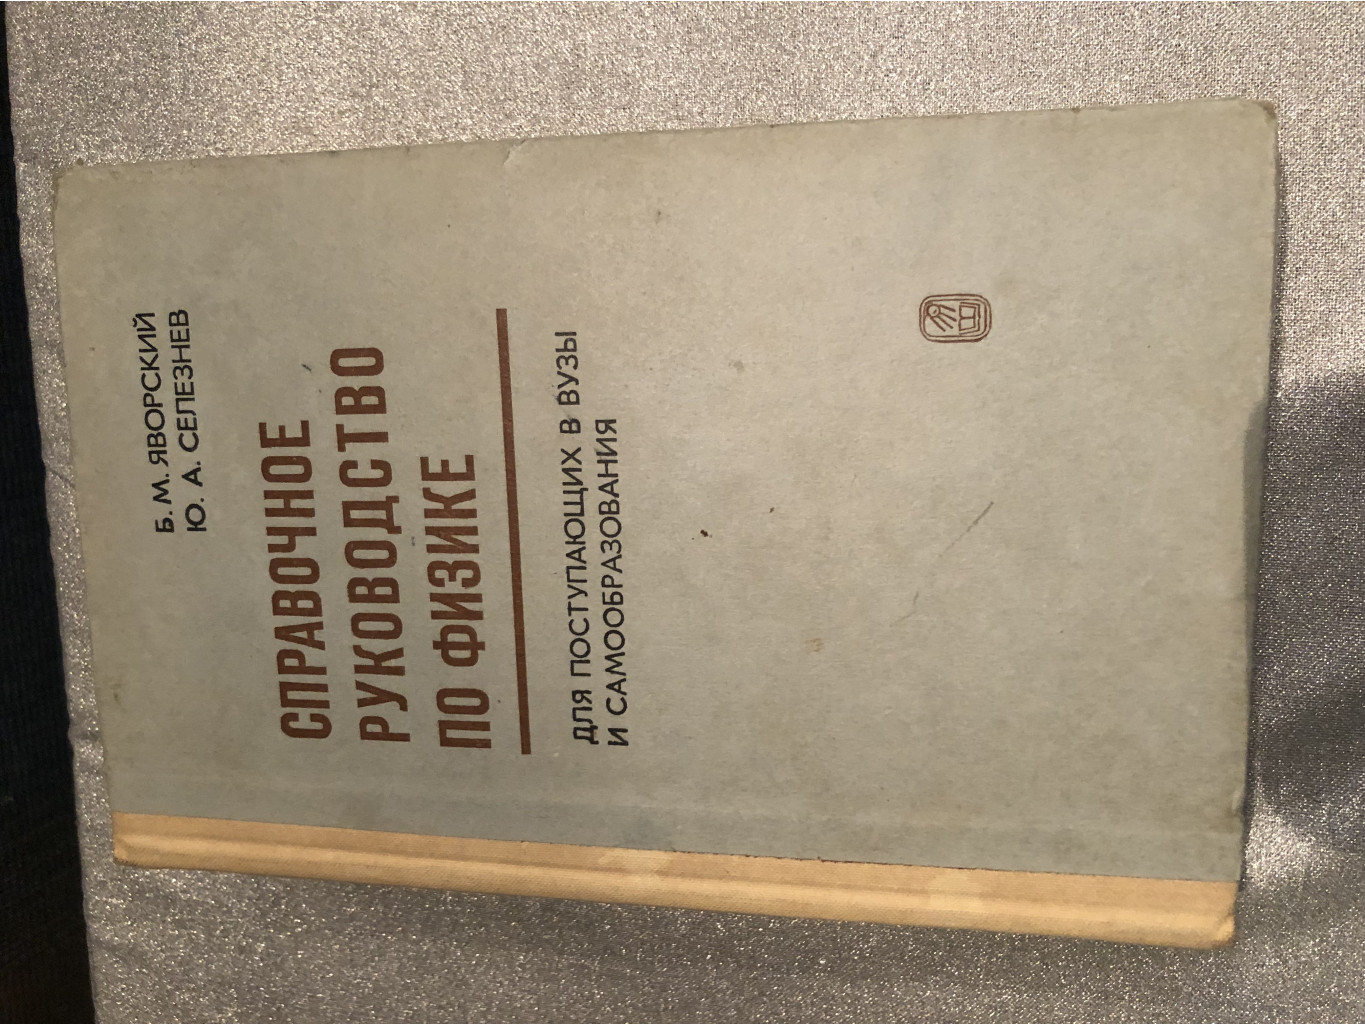 Б. М. ЯВОРСКИЙ
Ю. А. СЕЛЕЗНЕВ
СПРАВОЧНОЕ
РУКОВОДСТВО
ПО ФИЗИКЕ
ДЛЯ ПОСТУПАЮЩИХ В ВУЗЫ
И САМООБРАЗОВАНИЯ